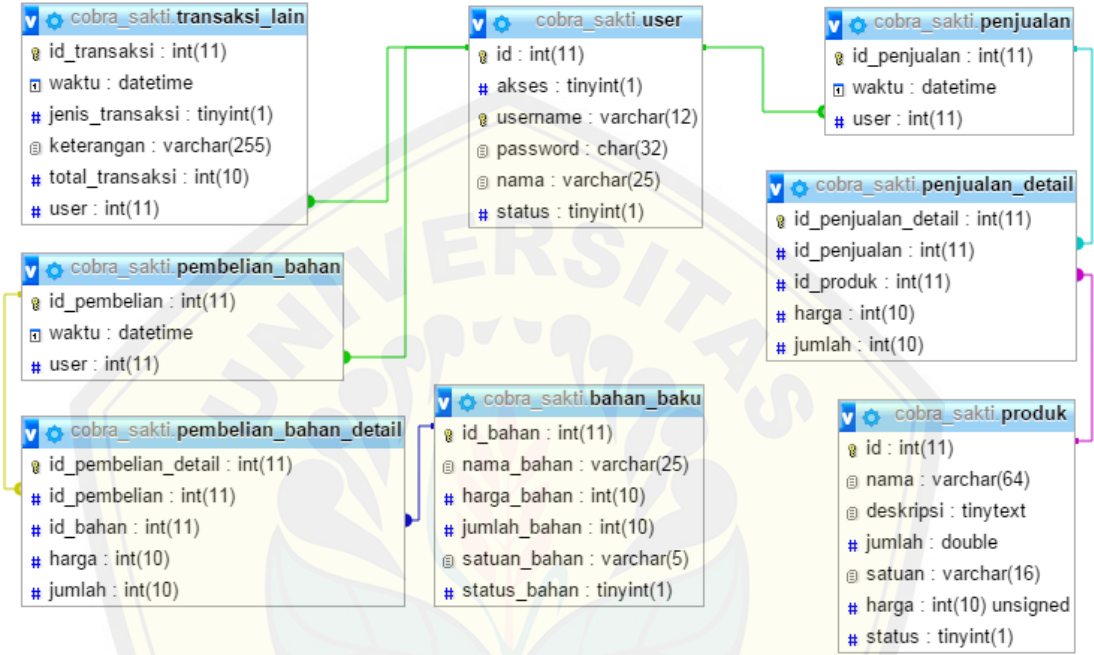 cobra_sakti.transaksi_lain
id_transaksi : int(11)
waktu : datetime
# jenis_transaksi : tinyint(1)
keterangan : varchar(255)
# total_transaksi : int(10)
# user : int(11)
cobra_sakti.user
id : int(11)
# akses : tinyint(1)
username : varchar(12)
password : char(32)
nama : varchar(25)
# status : tinyint(1)
cobra_sakti.penjualan
id_penjualan : int(11)
waktu : datetime
# user : int(11)
cobra_sakti.penjualan_detail
id_penjualan_detail : int(11)
# id_penjualan : int(11)
# id_produk : int(11)
# harga : int(10)
# jumlah : int(10)
cobra_sakti.pembelian_bahan
id_pembelian : int(11)
waktu : datetime
# user : int(11)
cobra_sakti.pembelian_bahan_detail
id_pembelian_detail : int(11)
# id_pembelian : int(11)
# id_bahan : int(11)
# harga : int(10)
# jumlah : int(10)
cobra_sakti.bahan_baku
id_bahan : int(11)
nama_bahan : varchar(25)
# harga_bahan : int(10)
# jumlah_bahan : int(10)
satuan_bahan : varchar(5)
# status_bahan : tinyint(1)
cobra_sakti.produk
id : int(11)
nama : varchar(64)
deskripsi : tinytext
# jumlah : double
satuan : varchar(16)
# harga : int(10) unsigned
# status : tinyint(1)
UNIVERSITAS